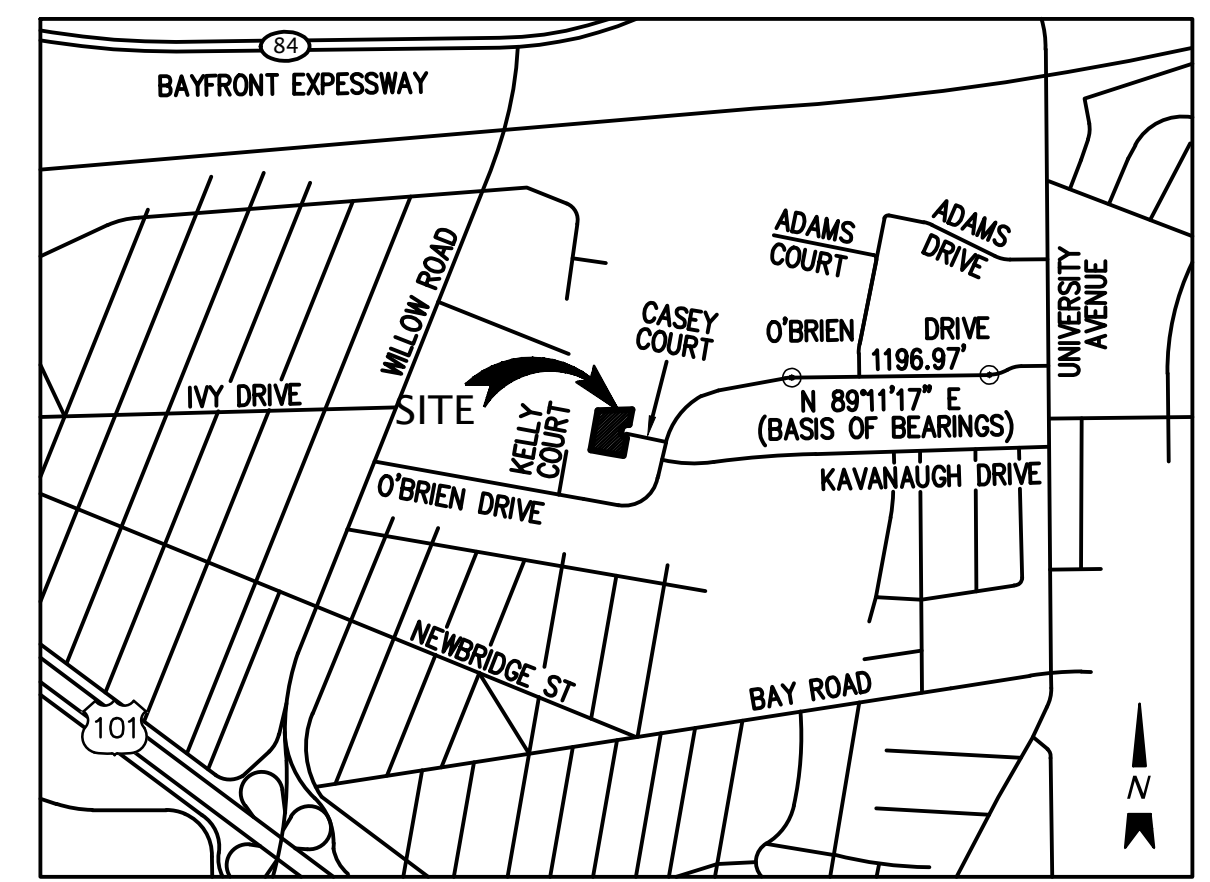 84
BAYFRONT EXPESSWAY
ADAMS
COURT
ADAMS
DRIVE
WILLOW ROAD
UNIVERSITY
AVENUE
CASEY
COURT
O'BRIEN DRIVE
1196.97'
N 89°11'17" E
(BASIS OF BEARINGS)
IVY DRIVE
SITE
KELLY
COURT
KAVANAUGH DRIVE
O'BRIEN DRIVE
NEWBRIDGE ST
BAY ROAD
101
N